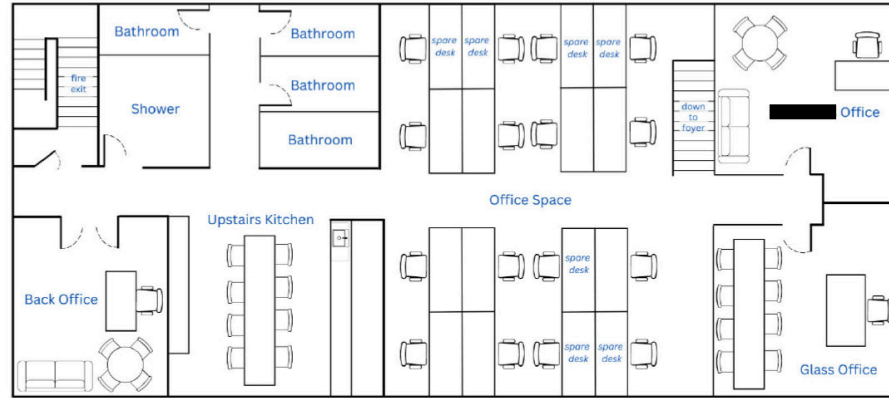 Bathroom
Bathroom
spare desk
spare desk
spare desk
spare desk
fire exit
Bathroom
Shower
down to foyer
Office
Bathroom
Office Space
Upstairs Kitchen
spare desk
Back Office
spare desk
spare desk
Glass Office